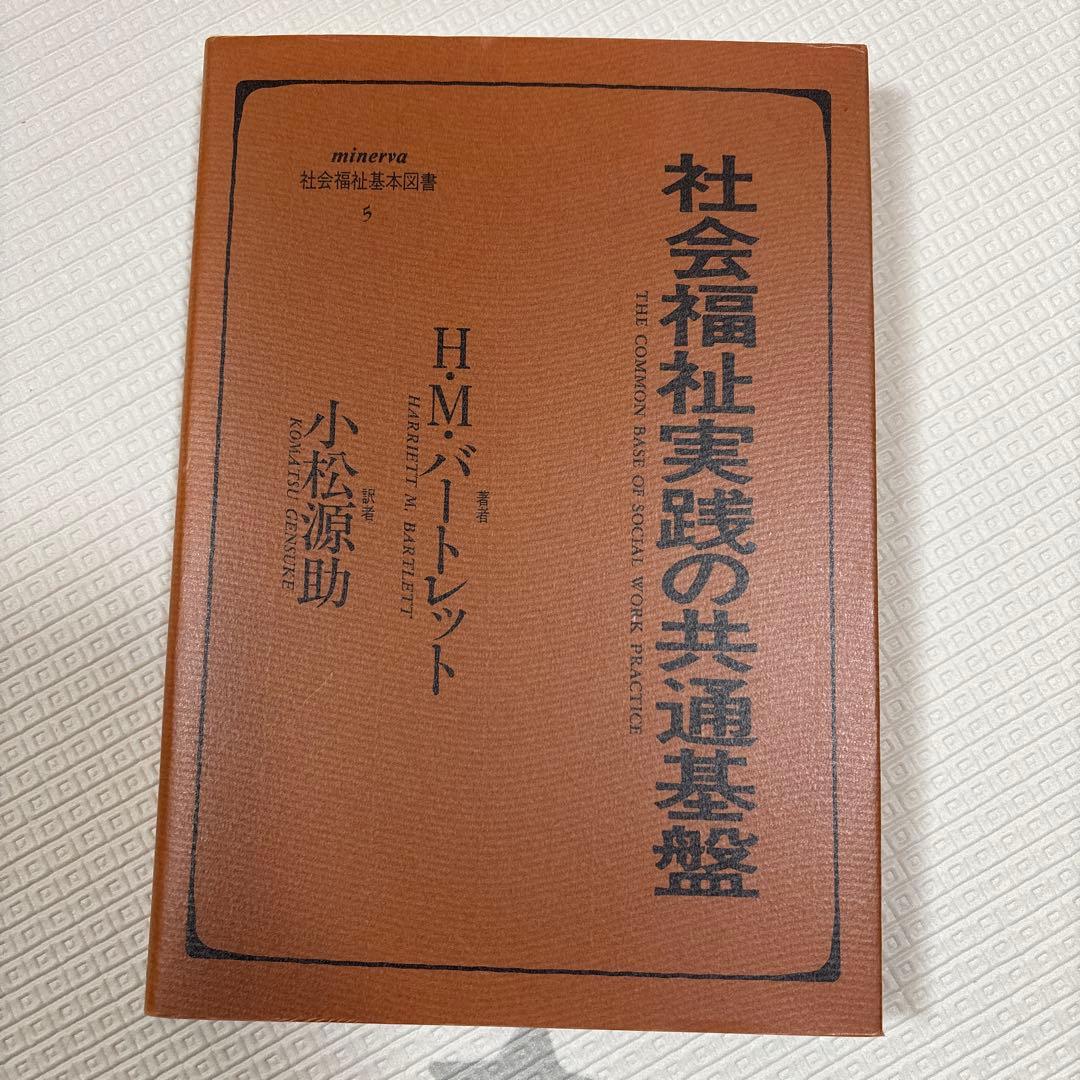 社会福祉実践の共通基盤
THE COMMON BASE OF SOCIAL WORK PRACTICE
著者
H・M・バートレット
HARRIETT M. BARTLETT
訳者
小松源助
KOMATSU GENSUKE
minerva
社会福祉基本図書
5